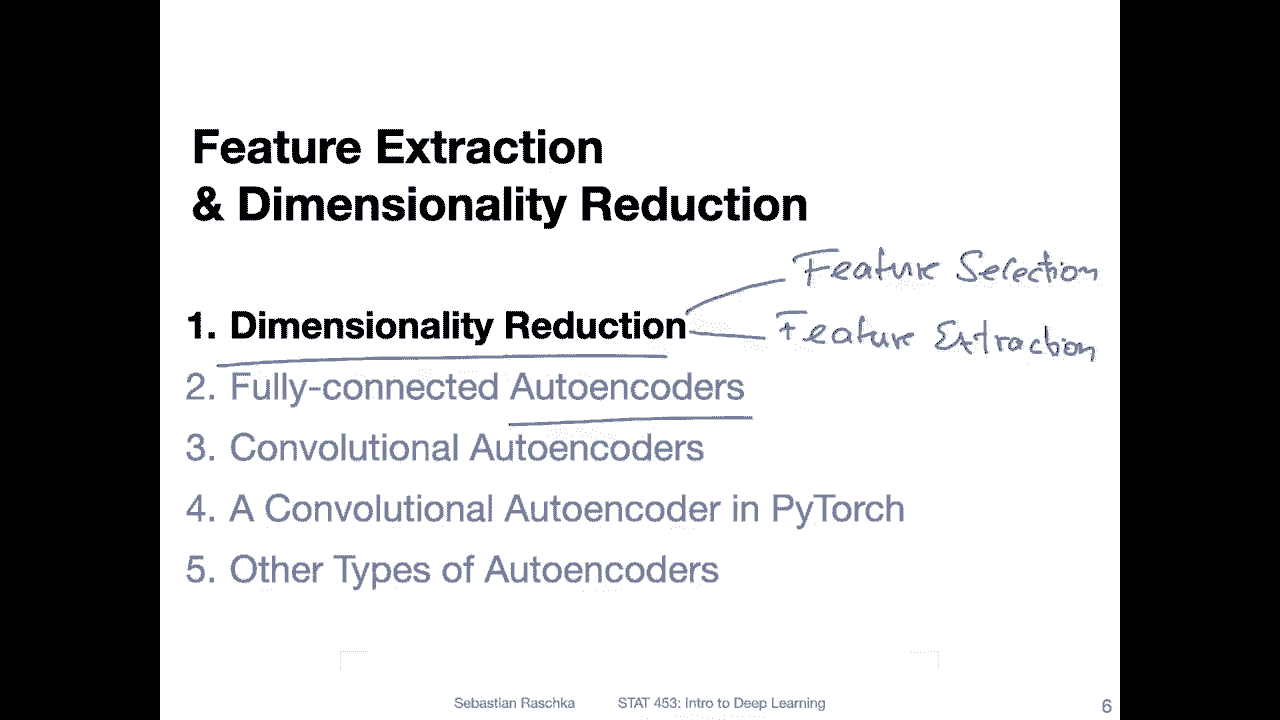 Feature Extraction
& Dimensionality Reduction
Feature Selection
1. Dimensionality Reduction
Feature Extraction
2. Fully-connected Autoencoders
3. Convolutional Autoencoders
4. A Convolutional Autoencoder in PyTorch
5. Other Types of Autoencoders
Sebastian Raschka STAT 453: Intro to Deep Learning 6